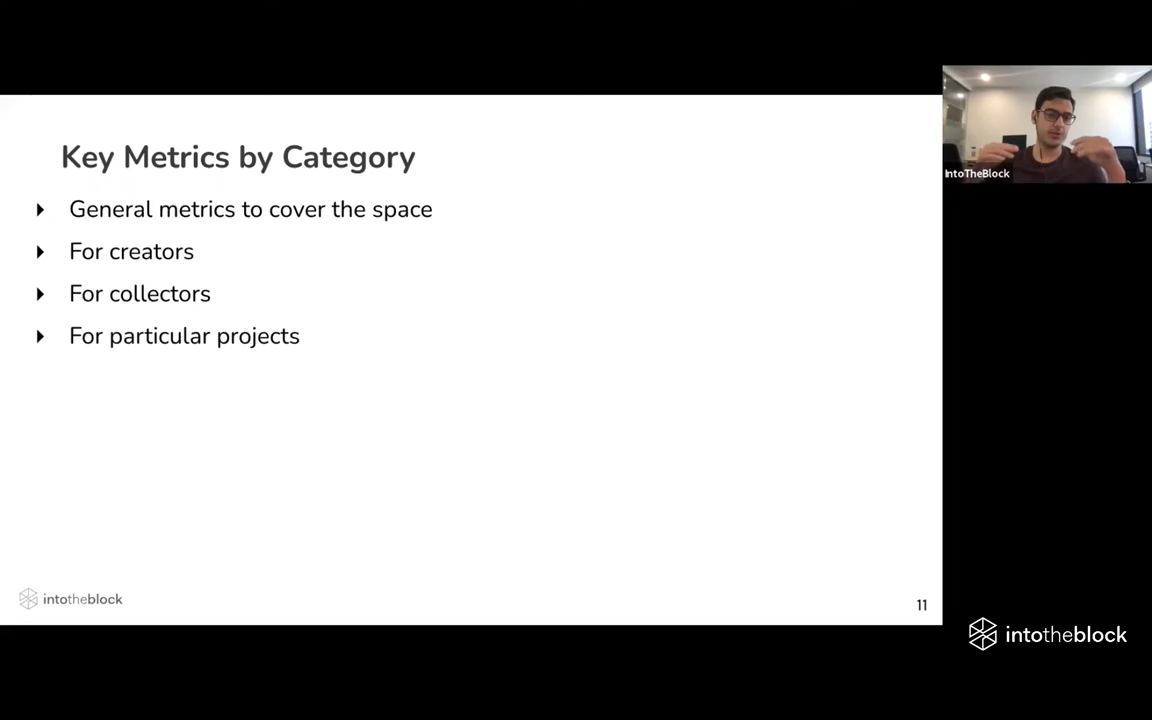 Key Metrics by Category
General metrics to cover the space
For creators
For collectors
For particular projects
intotheblock
11
IntoTheBlock
intotheblock